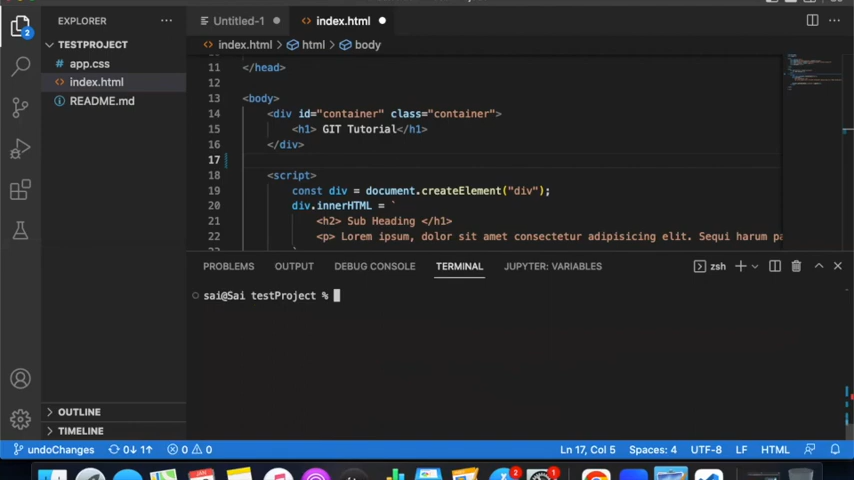 EXPLORER
Untitled-1
index.html
TESTPROJECT
index.html
html
body
# app.css
index.html
README.md
11
</head>
12
13
<body>
14
<div id="container" class="container">
15
<h1> GIT Tutorial</h1>
16
</div>
17
18
<script>
19
const div = document.createElement("div");
20
div.innerHTML = `
21
<h2> Sub Heading </h1>
22
<p> Lorem ipsum, dolor sit amet consectetur adipisicing elit. Sequi harum
PROBLEMS
OUTPUT
DEBUG CONSOLE
TERMINAL
JUPYTER: VARIABLES
zsh
sai@Sai testProject %
2
OUTLINE
TIMELINE
undoChanges
0↓ 1↑
0
0
Ln 17, Col 5
Spaces: 4
UTF-8
LF
HTML
2
1